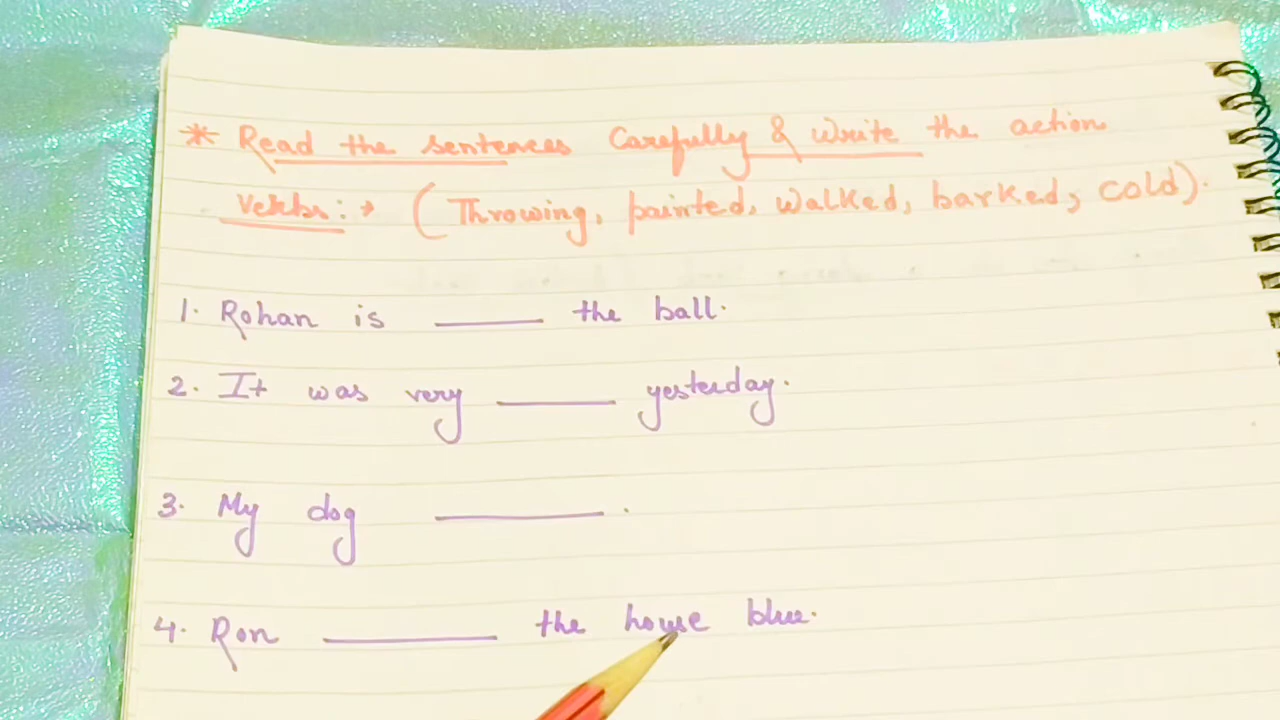 * Read the sentences Carefully & Write the action
Verbs:→ (Throwing, painted, Walked, barked, cold).
1. Rohan is ______ the ball.
2. It was very ______ yesterday.
3. My dog ______ .
4. Ron ______ the house blue.